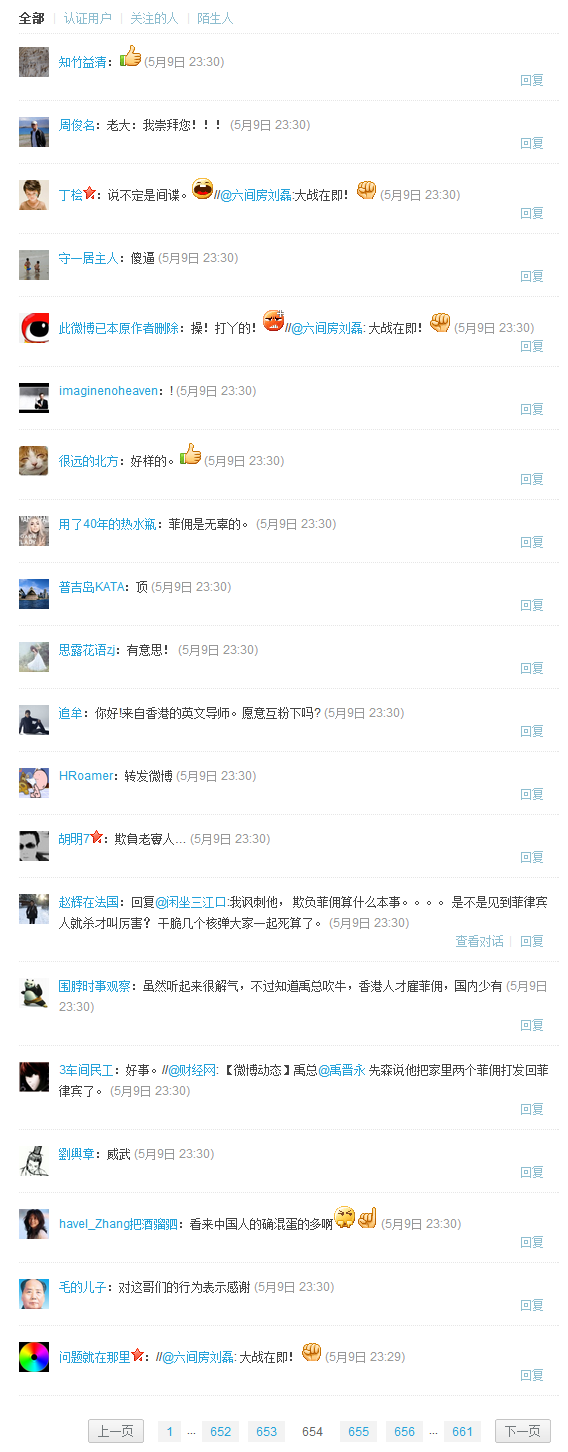 全部 | 认证用户 | 关注的人 | 陌生人
知竹益清：(5月9日 23:30)
回复
周俊名：老大：我崇拜您！！！ (5月9日 23:30)
回复
丁桧：说不定是间谍。//@六间房刘磊:大战在即！ (5月9日 23:30)
回复
守一居主人：傻逼 (5月9日 23:30)
回复
此微博已本原作者删除：操！打丫的！//@六间房刘磊: 大战在即！ (5月9日 23:30)
回复
imaginenoheaven：! (5月9日 23:30)
回复
很远的北方：好样的。 (5月9日 23:30)
回复
用了40年的热水瓶：菲佣是无辜的。 (5月9日 23:30)
回复
普吉岛KATA：顶 (5月9日 23:30)
回复
思露花语zj：有意思！ (5月9日 23:30)
回复
追牟：你好!来自香港的英文导师。愿意互粉下吗? (5月9日 23:30)
回复
HRoamer：转发微博 (5月9日 23:30)
回复
胡明7：欺負老實人... (5月9日 23:30)
回复
赵辉在法国：回复@闲坐三江口:我讽刺他，欺负菲佣算什么本事。。。。是不是见到菲律宾
人就杀才叫厉害？干脆几个核弹大家一起死算了。 (5月9日 23:30)
查看对话 | 回复
围脖时事观察：虽然听起来很解气，不过知道禹总吹牛，香港人才雇菲佣，国内少有 (5月9日
23:30)
回复
3车间民工：好事。//@财经网:【微博动态】禹总@禹晋永 先森说他把家里两个菲佣打发回菲
律宾了。 (5月9日 23:30)
回复
劉興章：威武 (5月9日 23:30)
回复
havel_Zhang把酒骝驷：看来中国人的确混蛋的多啊 (5月9日 23:30)
回复
毛的儿子：对这哥们的行为表示感谢 (5月9日 23:30)
回复
问题就在那里：//@六间房刘磊: 大战在即！ (5月9日 23:29)
回复
上一页 1 ... 652 653 654 655 656 ... 661 下一页